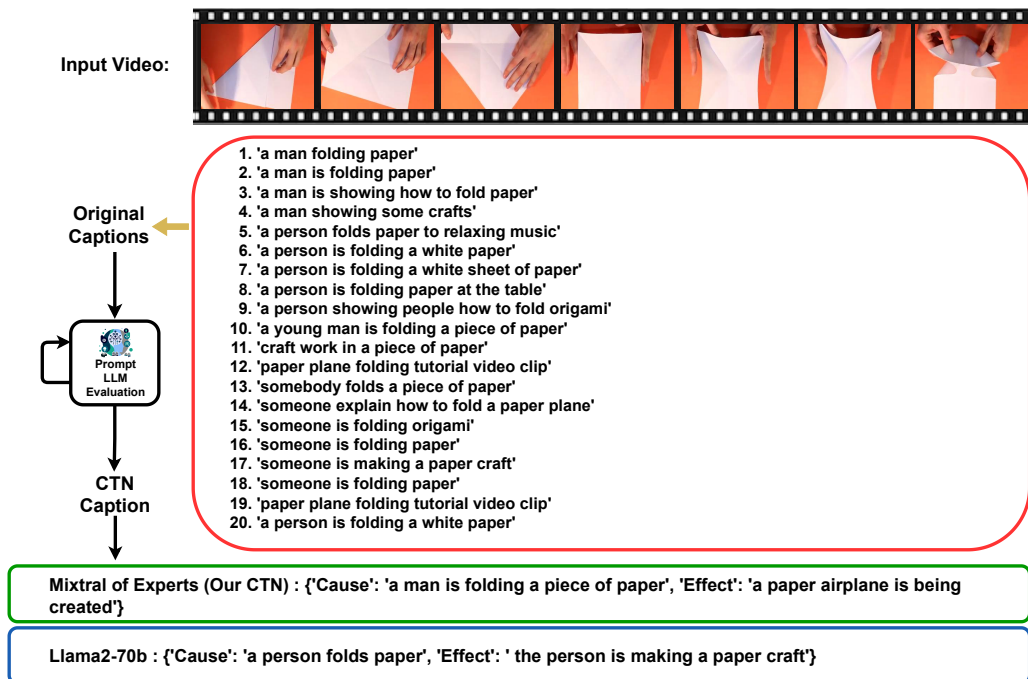 Input Video:
1. 'a man folding paper'
2. 'a man is folding paper'
3. 'a man is showing how to fold paper'
4. 'a man showing some crafts'
5. 'a person folds paper to relaxing music'
6. 'a person is folding a white paper'
7. 'a person is folding a white sheet of paper'
8. 'a person is folding paper at the table'
9. 'a person showing people how to fold origami'
10. 'a young man is folding a piece of paper'
11. 'craft work in a piece of paper'
12. 'paper plane folding tutorial video clip'
13. 'somebody folds a piece of paper'
14. 'someone explain how to fold a paper plane'
15. 'someone is folding origami'
16. 'someone is folding paper'
17. 'someone is making a paper craft'
18. 'someone is folding paper'
19. 'paper plane folding tutorial video clip'
20. 'a person is folding a white paper'
Original
Captions
Prompt
LLM
Evaluation
CTN
Caption
Mixtral of Experts (Our CTN) : {'Cause': 'a man is folding a piece of paper', 'Effect': 'a paper airplane is being
created'}
Llama2-70b : {'Cause': 'a person folds paper', 'Effect': ' the person is making a paper craft'}